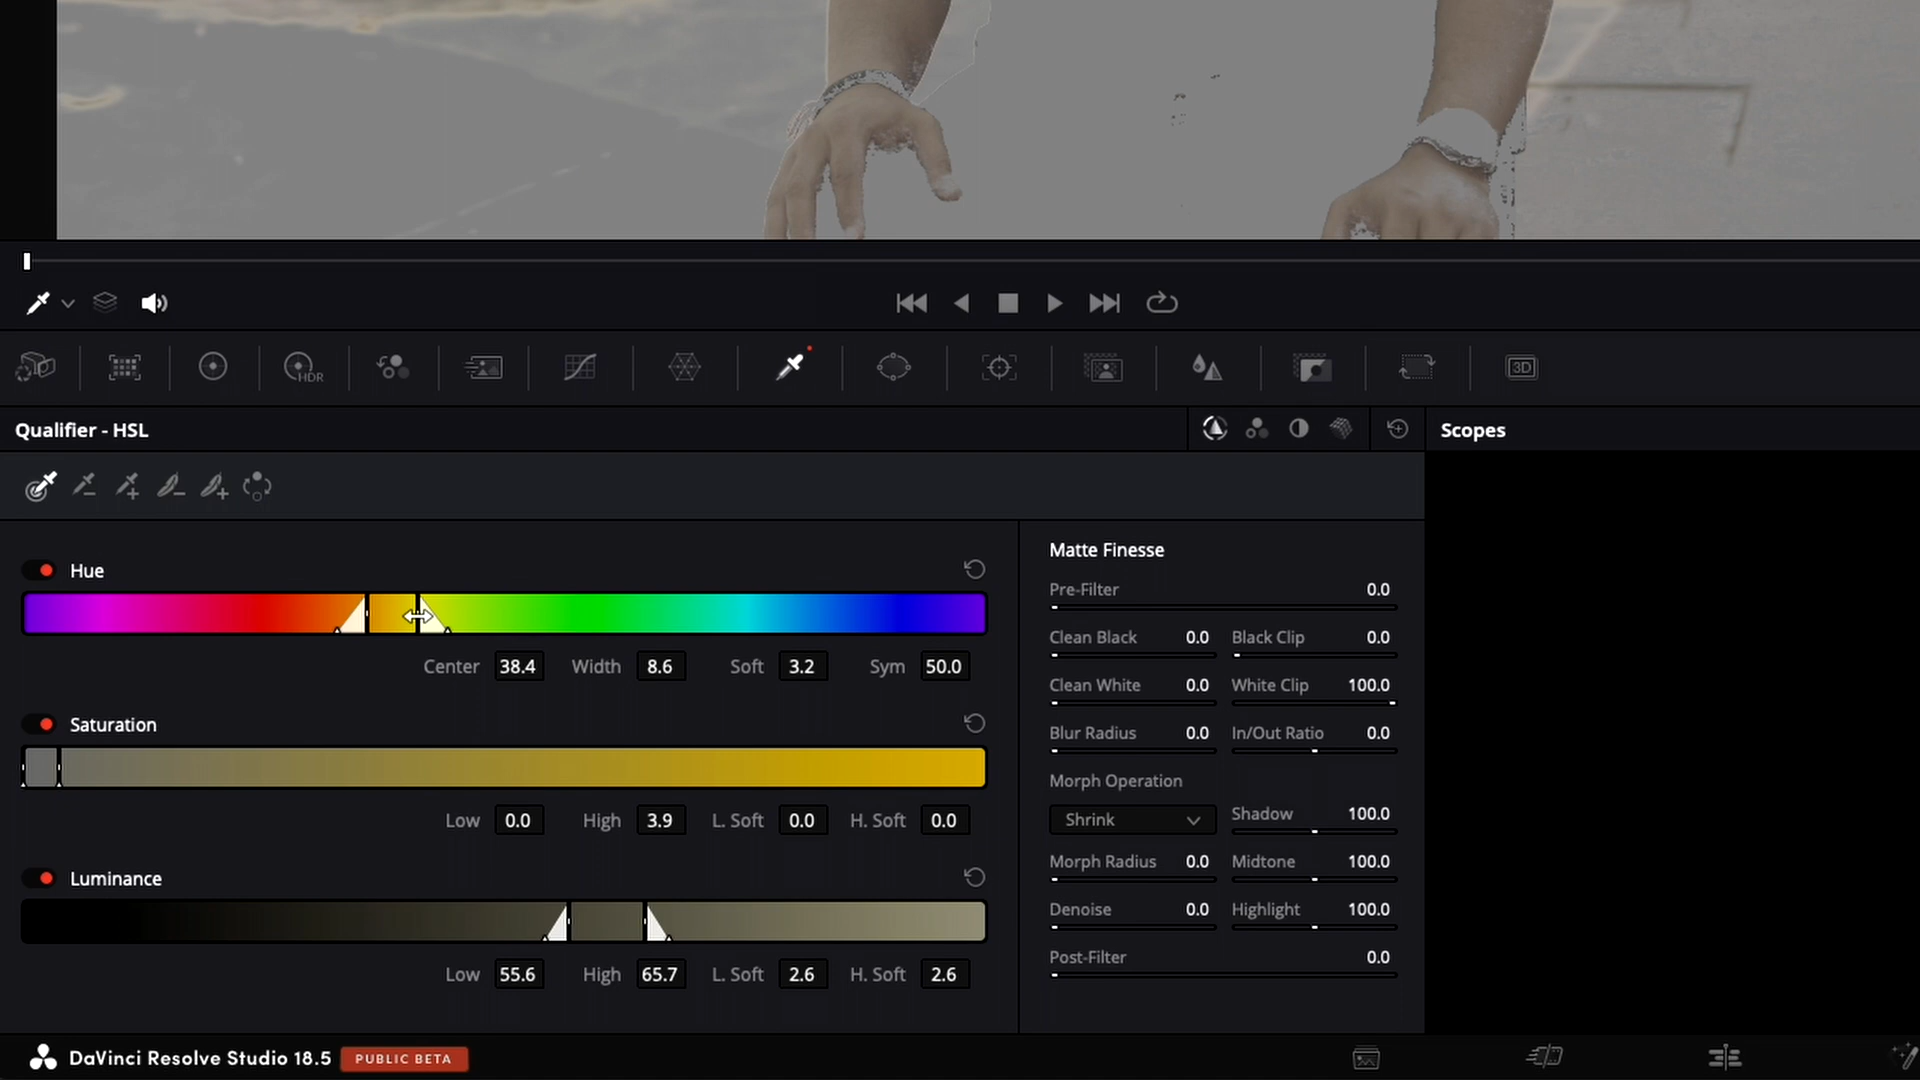 HDR
3D
Qualifier - HSL
Scopes
Hue
Center 38.4 Width 8.6 Soft 3.2 Sym 50.0
Saturation
Low 0.0 High 3.9 L. Soft 0.0 H. Soft 0.0
Luminance
Low 55.6 High 65.7 L. Soft 2.6 H. Soft 2.6
Matte Finesse
Pre-Filter 0.0
Clean Black 0.0 Black Clip 0.0
Clean White 0.0 White Clip 100.0
Blur Radius 0.0 In/Out Ratio 0.0
Morph Operation
Shrink Shadow 100.0
Morph Radius 0.0 Midtone 100.0
Denoise 0.0 Highlight 100.0
Post-Filter 0.0
DaVinci Resolve Studio 18.5 PUBLIC BETA